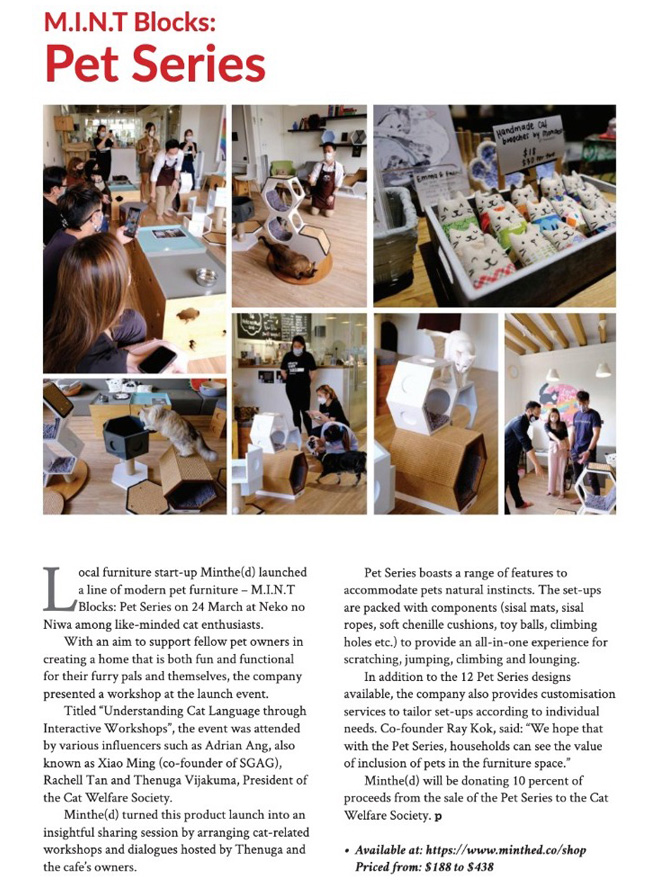 M.I.N.T Blocks:
Pet Series
Handmade Cat
$18
Local furniture start-up Minthe(d) launched
a line of modern pet furniture – M.I.N.T
Blocks: Pet Series on 24 March at Neko no
Niwa among like-minded cat enthusiasts.
With an aim to support fellow pet owners in
creating a home that is both fun and functional
for their furry pals and themselves, the company
presented a workshop at the launch event.
Titled “Understanding Cat Language through
Interactive Workshops”, the event was attended
by various influencers such as Adrian Ang, also
known as Xiao Ming (co-founder of SGAG),
Rachell Tan and Thenuga Vijakuma, President of
the Cat Welfare Society.
Minthe(d) turned this product launch into an
insightful sharing session by arranging cat-related
workshops and dialogues hosted by Thenuga and
the cafe’s owners.
Pet Series boasts a range of features to
accommodate pets natural instincts. The set-ups
are packed with components (sisal mats, sisal
ropes, soft chenille cushions, toy balls, climbing
holes etc.) to provide an all-in-one experience for
scratching, jumping, climbing and lounging.
In addition to the 12 Pet Series designs
available, the company also provides customisation
services to tailor set-ups according to individual
needs. Co-founder Ray Kok, said: “We hope that
with the Pet Series, households can see the value
of inclusion of pets in the furniture space.”
Minthe(d) will be donating 10 percent of
proceeds from the sale of the Pet Series to the Cat
Welfare Society. p
• Available at: https://www.minthed.co/shop
Priced from: $188 to $438